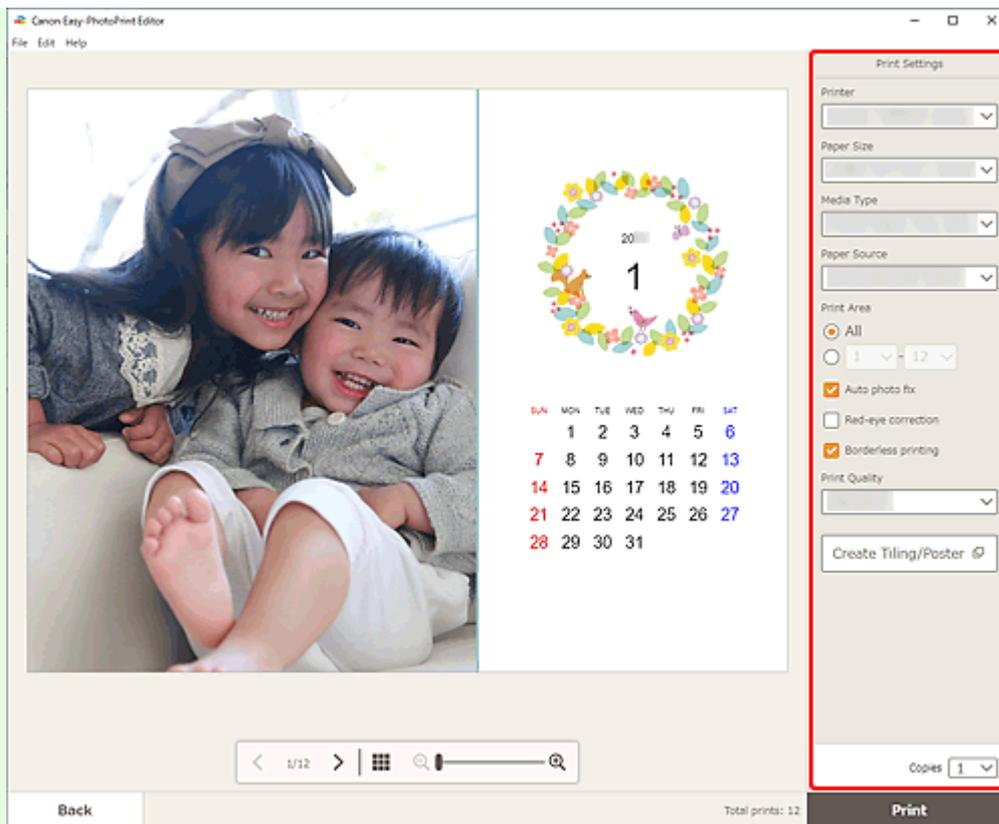 Canon Easy-PhotoPrint Editor
File Edit Help
Print Settings
Printer
Paper Size
Media Type
Paper Source
Print Area
All
1 - 12
Auto photo fix
Red-eye correction
Borderless printing
Print Quality
Create Tiling/Poster
20
1
SUN MON TUE WED THU FRI SAT
1 2 3 4 5 6
7 8 9 10 11 12 13
14 15 16 17 18 19 20
21 22 23 24 25 26 27
28 29 30 31
1/12
Copies 1
Back
Total prints: 12
Print